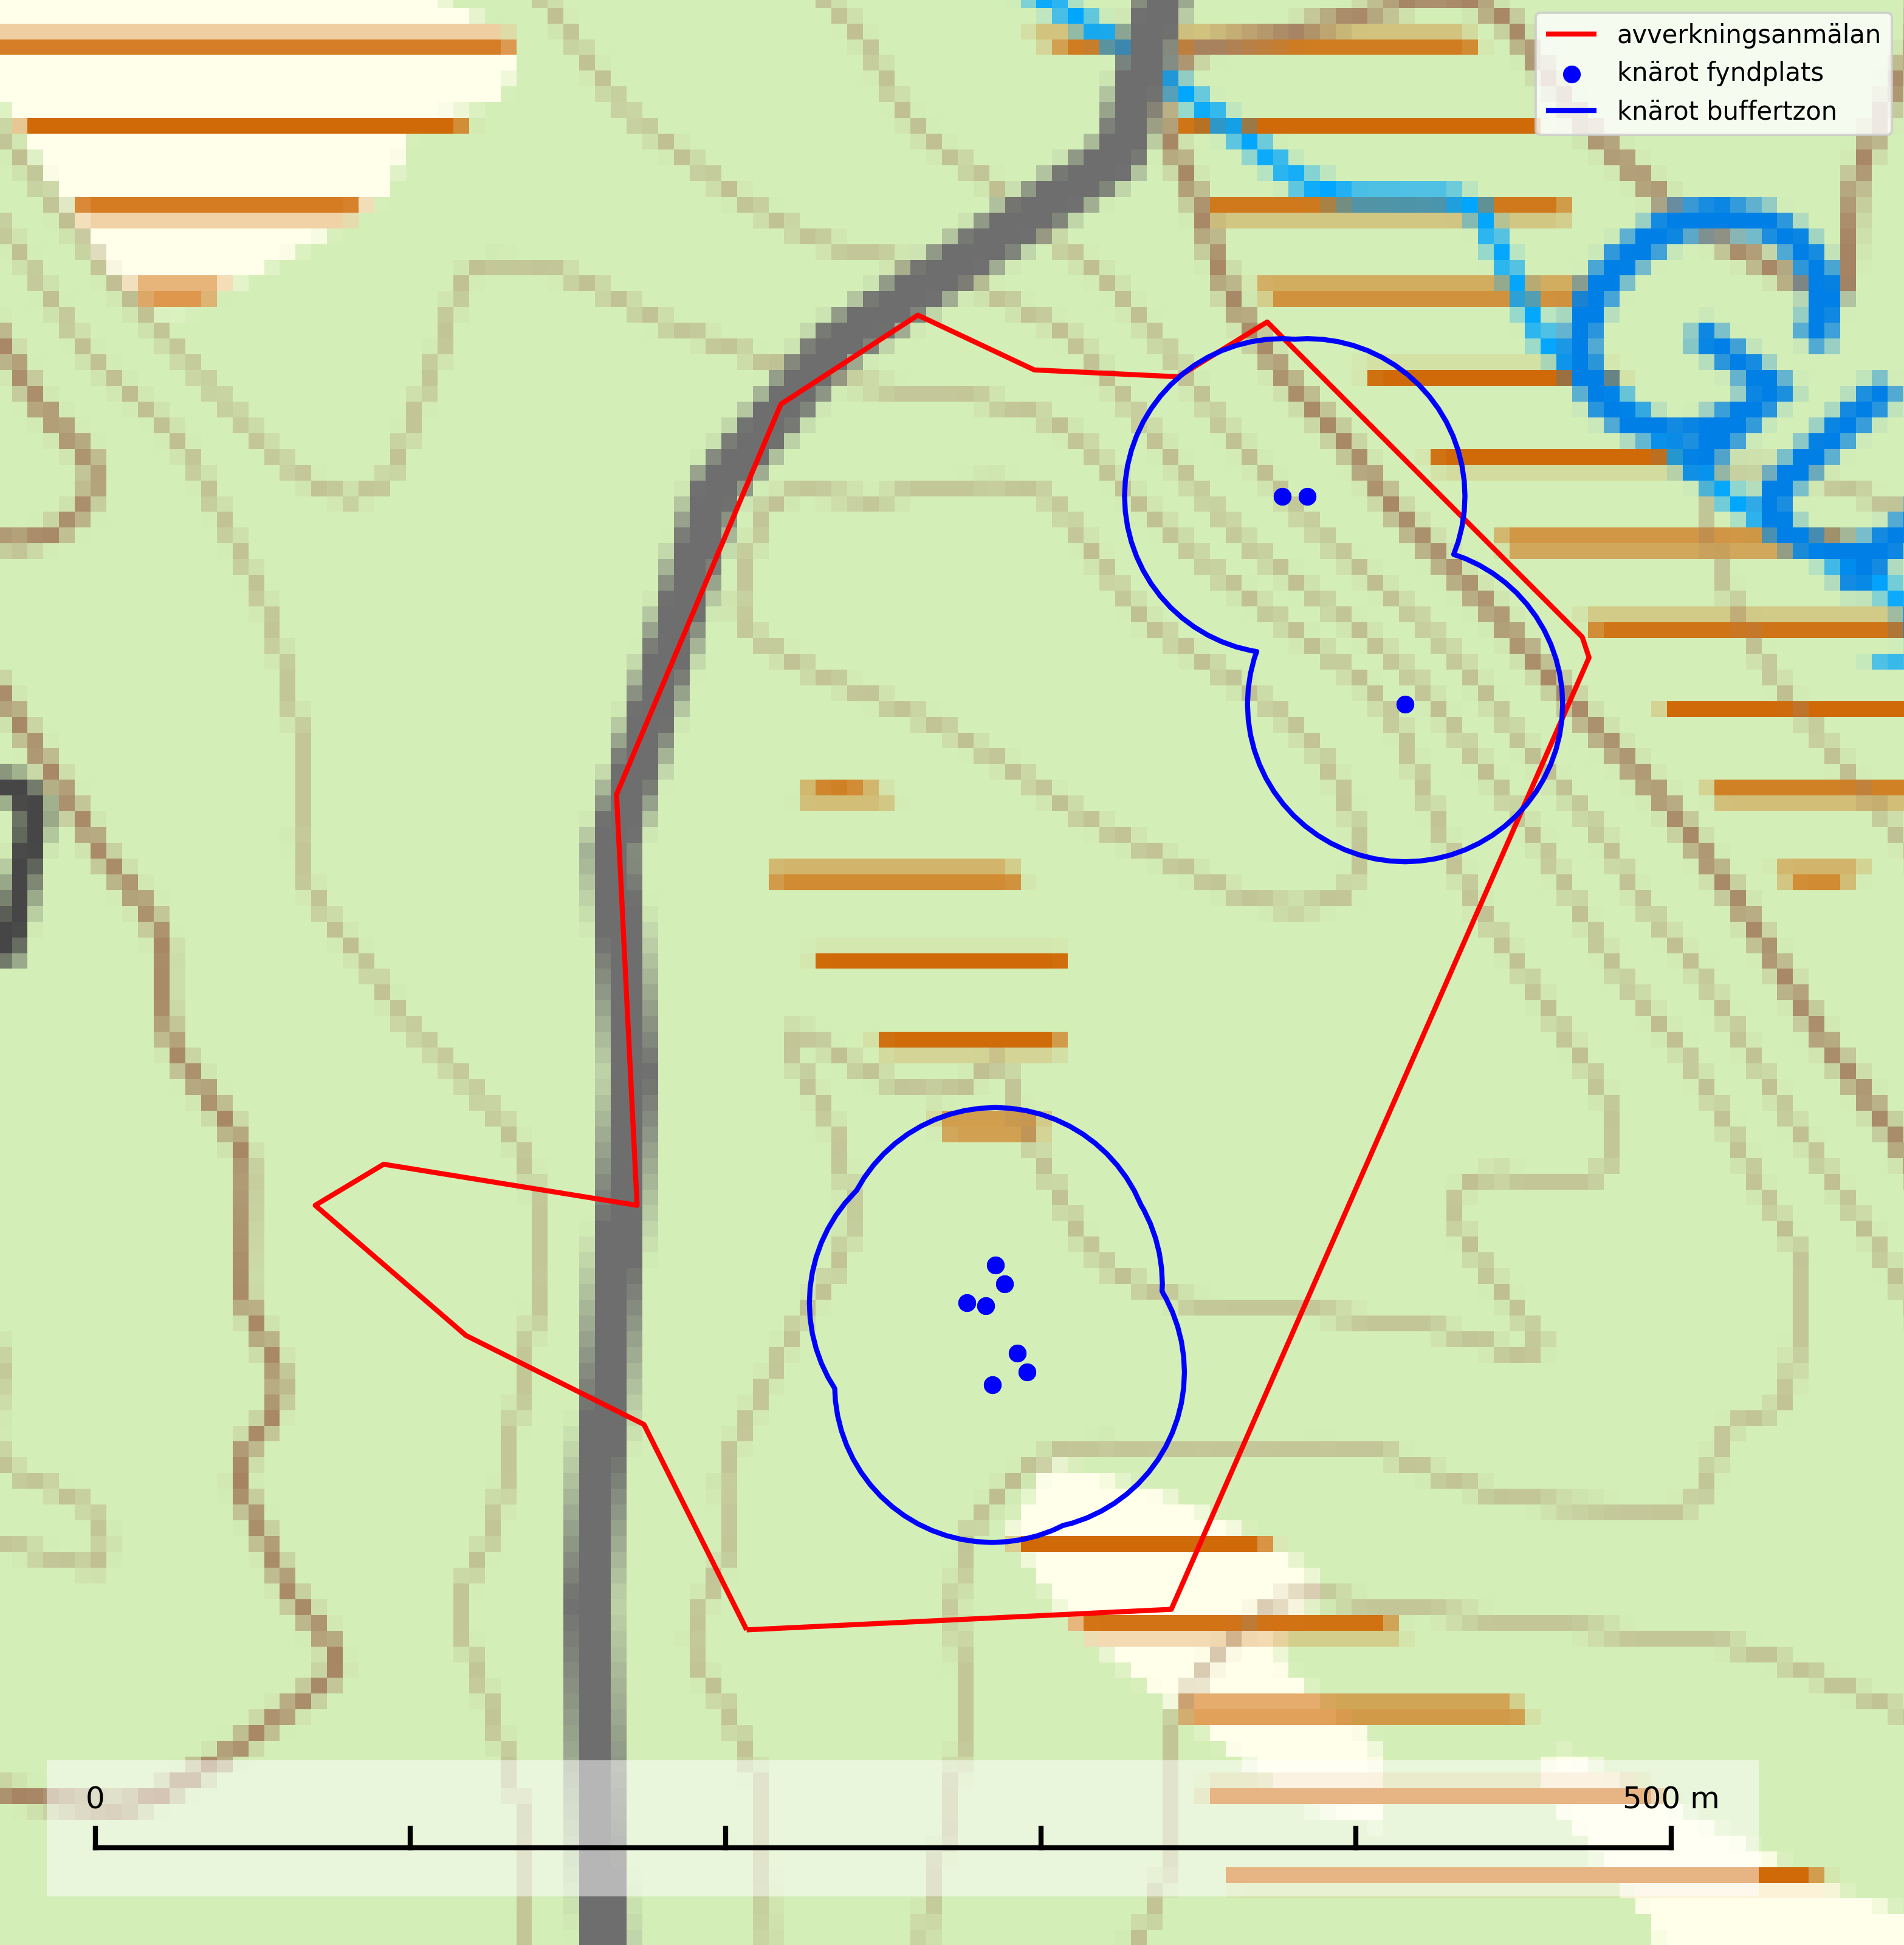 avverkningsanmälan
knärot fyndplats
knärot buffertzon
0 500 m